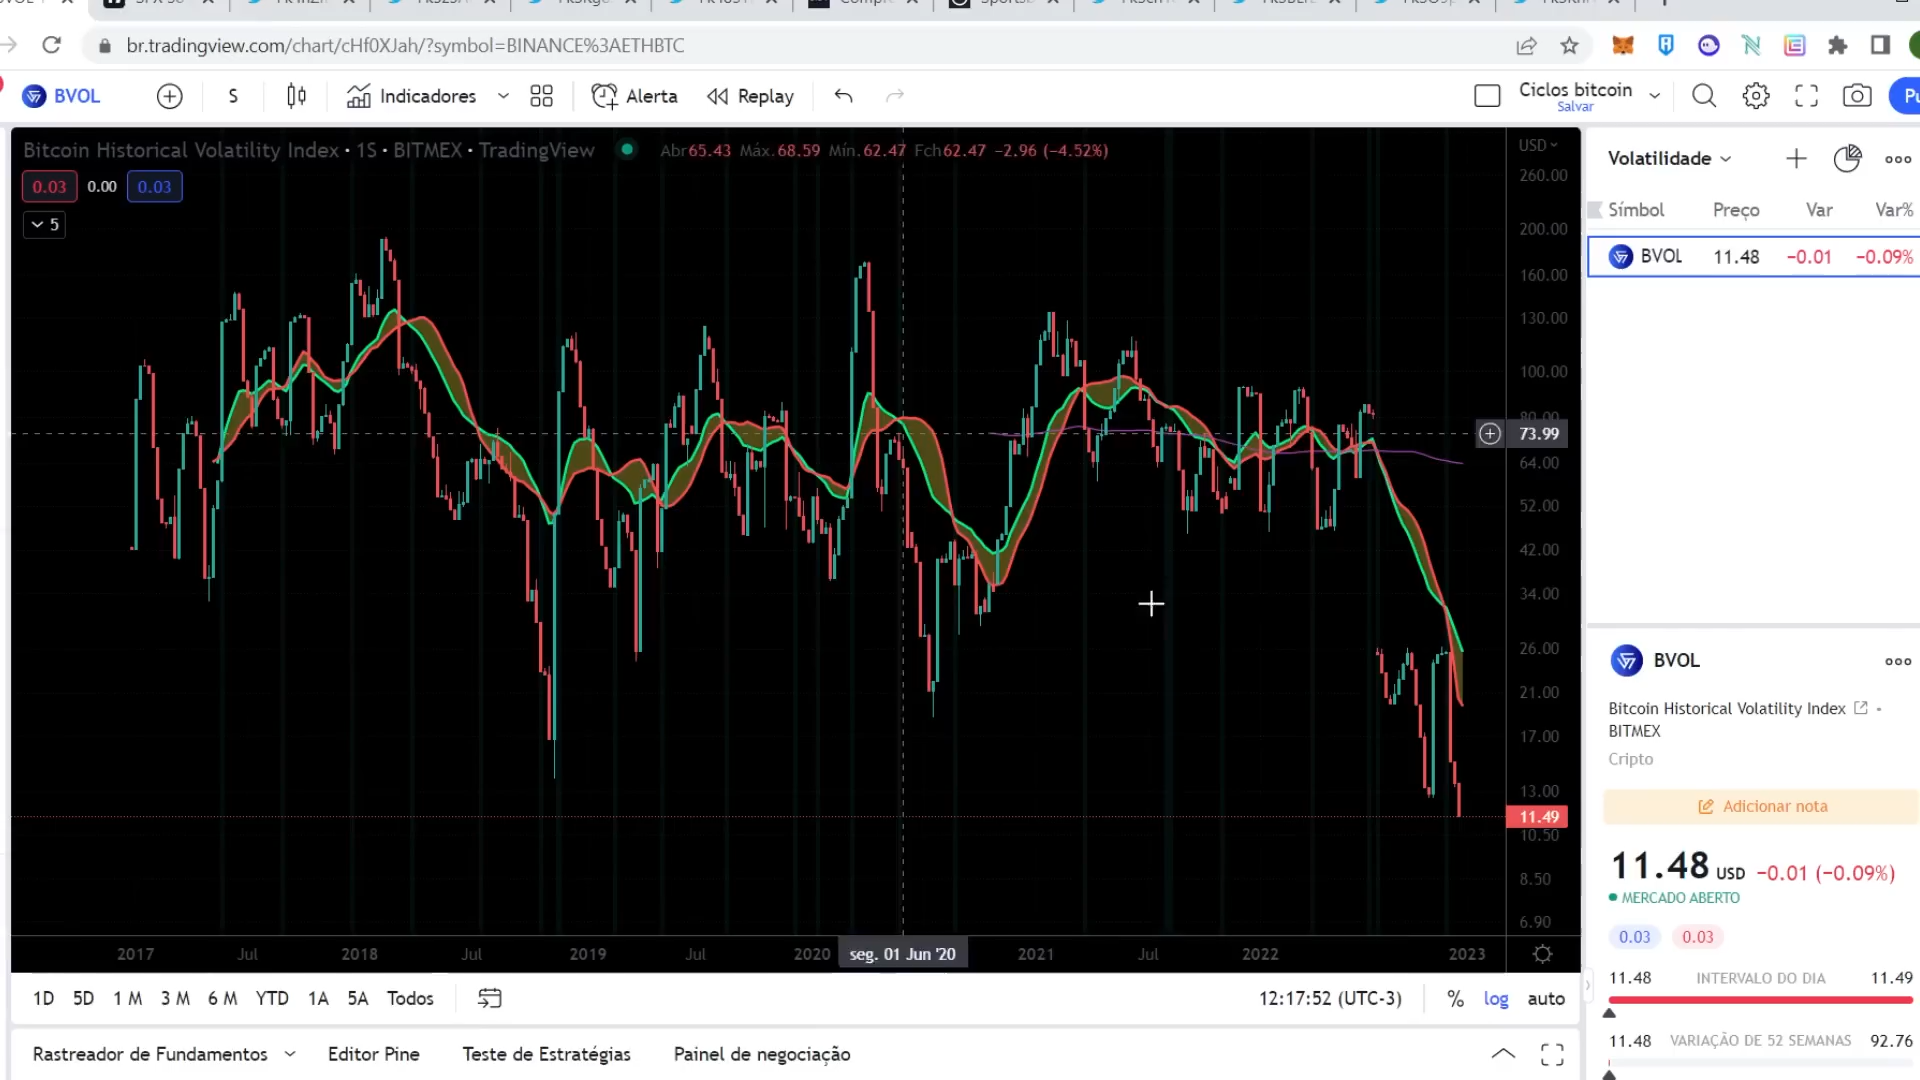 br.tradingview.com/chart/cHf0XJah/?symbol=BINANCE%3AETHBTC
BVOL S Indicadores Alerta Replay Ciclos bitcoin
Salvar
Bitcoin Historical Volatility Index • 1S • BITMEX • TradingView Abr65.43 Máx.68.59 Mín.62.47 Fch62.47 −2.96 (−4.52%)
0.03 0.00 0.03
5
USD
260.00
200.00
160.00
130.00
100.00
80.00
73.99
64.00
52.00
42.00
34.00
26.00
21.00
17.00
13.00
11.49
10.50
8.50
6.90
2017 Jul 2018 Jul 2019 Jul 2020 seg. 01 Jun '20 2021 Jul 2022 2023
1D 5D 1 M 3 M 6 M YTD 1A 5A Todos 12:17:52 (UTC-3) % log auto
Rastreador de Fundamentos Editor Pine Teste de Estratégias Painel de negociação
Volatilidade
Símbolo Preço Var Var%
BVOL 11.48 −0.01 −0.09%
BVOL
Bitcoin Historical Volatility Index
BITMEX
Cripto
Adicionar nota
11.48 USD −0.01 (−0.09%)
MERCADO ABERTO
0.03 0.03
11.48 INTERVALO DO DIA 11.49
11.48 VARIAÇÃO DE 52 SEMANAS 92.76